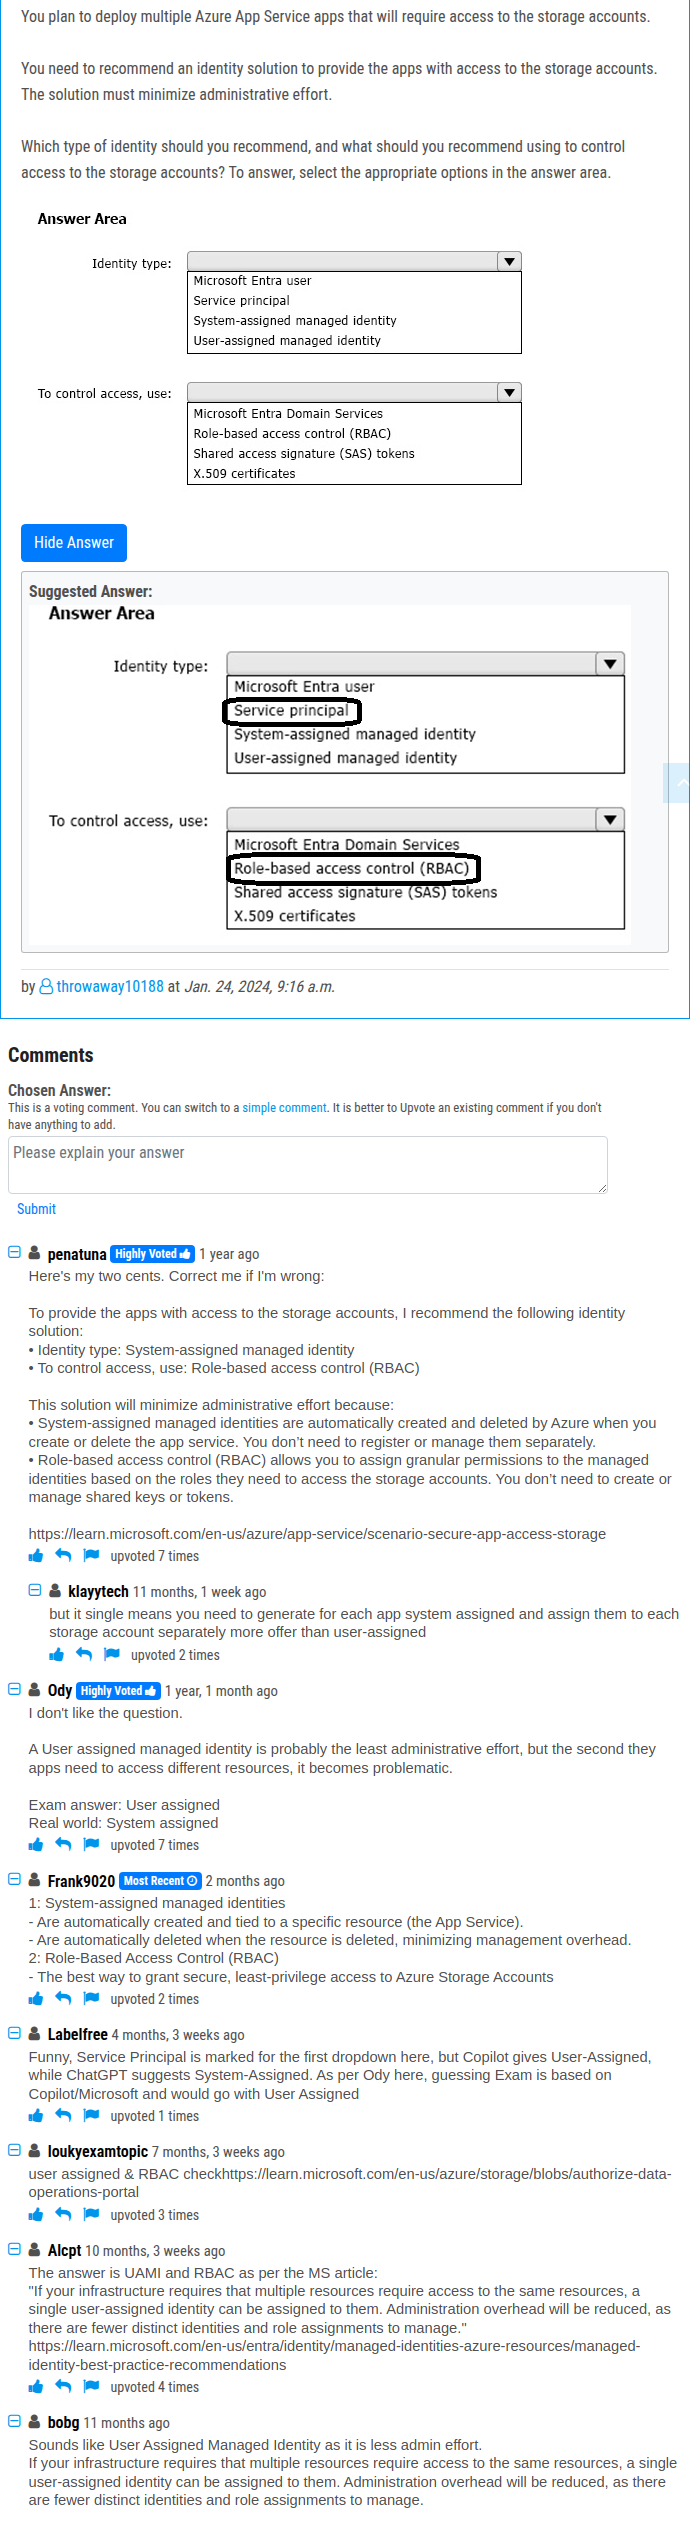 You plan to deploy multiple Azure App Service apps that will require access to the storage accounts.
You need to recommend an identity solution to provide the apps with access to the storage accounts.
The solution must minimize administrative effort.
Which type of identity should you recommend, and what should you recommend using to control
access to the storage accounts? To answer, select the appropriate options in the answer area.
Answer Area
Identity type:
Microsoft Entra user
Service principal
System-assigned managed identity
User-assigned managed identity
To control access, use:
Microsoft Entra Domain Services
Role-based access control (RBAC)
Shared access signature (SAS) tokens
X.509 certificates
Hide Answer
Suggested Answer:
Answer Area
Identity type:
Microsoft Entra user
Service principal
System-assigned managed identity
User-assigned managed identity
To control access, use:
Microsoft Entra Domain Services
Role-based access control (RBAC)
Shared access signature (SAS) tokens
X.509 certificates
by throwaway10188 at Jan. 24, 2024, 9:16 a.m.
Comments
Chosen Answer:
This is a voting comment. You can switch to a simple comment. It is better to Upvote an existing comment if you don't
have anything to add.
Please explain your answer
Submit
penatuna Highly Voted 1 year ago
Here's my two cents. Correct me if I'm wrong:
To provide the apps with access to the storage accounts, I recommend the following identity
solution:
• Identity type: System-assigned managed identity
• To control access, use: Role-based access control (RBAC)
This solution will minimize administrative effort because:
• System-assigned managed identities are automatically created and deleted by Azure when you
create or delete the app service. You don't need to register or manage them separately.
• Role-based access control (RBAC) allows you to assign granular permissions to the managed
identities based on the roles they need to access the storage accounts. You don't need to create or
manage shared keys or tokens.
https://learn.microsoft.com/en-us/azure/app-service/scenario-secure-app-access-storage
upvoted 7 times
klayytech 11 months, 1 week ago
but it single means you need to generate for each app system assigned and assign them to each
storage account separately more offer than user-assigned
upvoted 2 times
Ody Highly Voted 1 year, 1 month ago
I don't like the question.
A User assigned managed identity is probably the least administrative effort, but the second they
apps need to access different resources, it becomes problematic.
Exam answer: User assigned
Real world: System assigned
upvoted 7 times
Frank9020 Most Recent 2 months ago
1: System-assigned managed identities
- Are automatically created and tied to a specific resource (the App Service).
- Are automatically deleted when the resource is deleted, minimizing management overhead.
2: Role-Based Access Control (RBAC)
- The best way to grant secure, least-privilege access to Azure Storage Accounts
upvoted 2 times
Labelfree 4 months, 3 weeks ago
Funny, Service Principal is marked for the first dropdown here, but Copilot gives User-Assigned,
while ChatGPT suggests System-Assigned. As per Ody here, guessing Exam is based on
Copilot/Microsoft and would go with User Assigned
upvoted 1 times
loukyexamtopic 7 months, 3 weeks ago
user assigned & RBAC checkhttps://learn.microsoft.com/en-us/azure/storage/blobs/authorize-data-
operations-portal
upvoted 3 times
Alcpt 10 months, 3 weeks ago
The answer is UAMI and RBAC as per the MS article:
"If your infrastructure requires that multiple resources require access to the same resources, a
single user-assigned identity can be assigned to them. Administration overhead will be reduced, as
there are fewer distinct identities and role assignments to manage."
https://learn.microsoft.com/en-us/entra/identity/managed-identities-azure-resources/managed-
identity-best-practice-recommendations
upvoted 4 times
bobg 11 months ago
Sounds like User Assigned Managed Identity as it is less admin effort.
If your infrastructure requires that multiple resources require access to the same resources, a single
user-assigned identity can be assigned to them. Administration overhead will be reduced, as there
are fewer distinct identities and role assignments to manage.